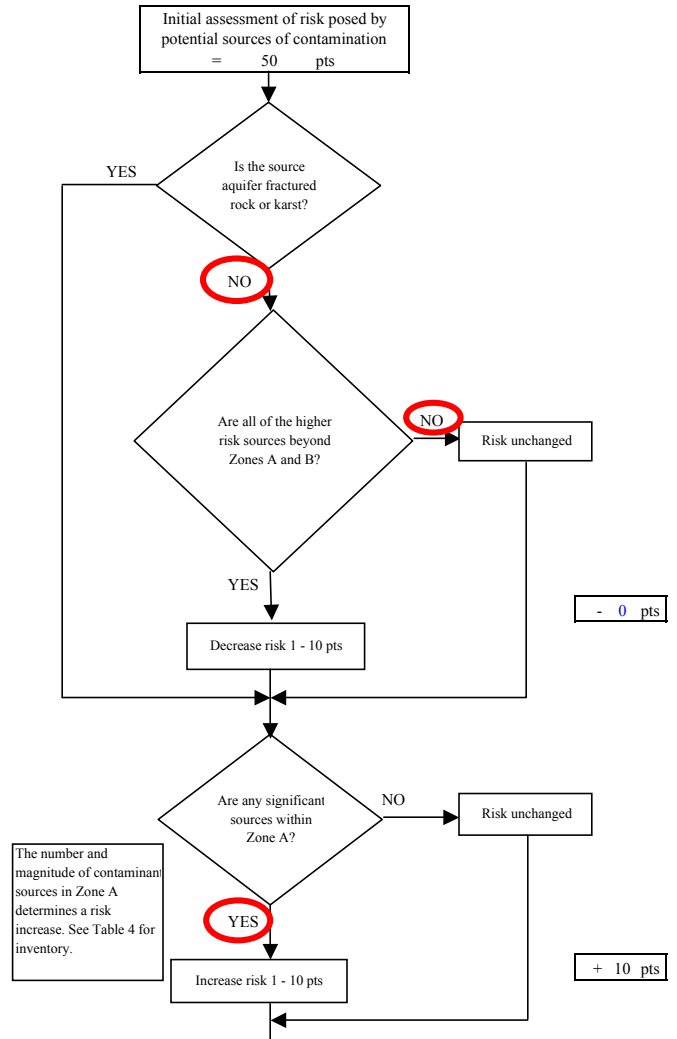 Initial assessment of risk posed by
potential sources of contamination
= 50 pts
YES
Is the source
aquifer fractured
rock or karst?
NO
Are all of the higher
risk sources beyond
Zones A and B?
NO
Risk unchanged
YES
- 0 pts
Decrease risk 1 - 10 pts
Are any significant
sources within
Zone A?
NO
Risk unchanged
The number and
magnitude of contaminant
sources in Zone A
determines a risk
increase. See Table 4 for
inventory.
YES
+ 10 pts
Increase risk 1 - 10 pts